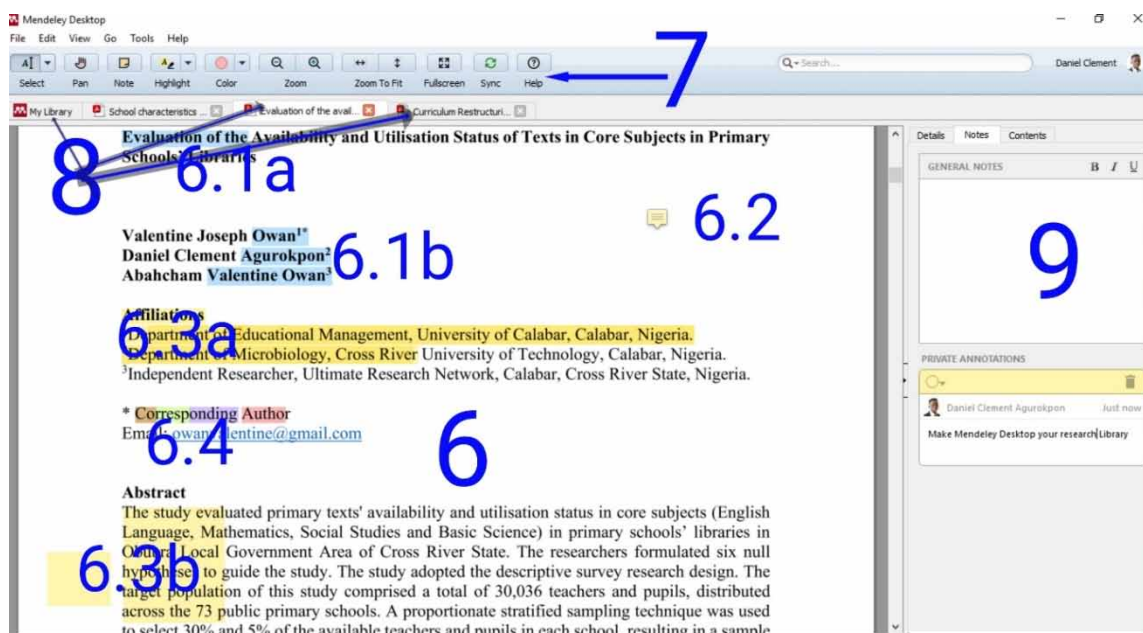 Mendeley Desktop
File Edit View Go Tools Help
Select Pan Note Highlight Color Zoom Zoom To Fit Fullscreen Sync Help
Search...
Daniel Clement
7
My Library School characteristics ... Evaluation of the avail... Curriculum Restructuri...
8
Evaluation of the Availability and Utilisation Status of Texts in Core Subjects in Primary
Schools' Libraries
6.1a
6.2
Valentine Joseph Owan1*
Daniel Clement Agurokpon2
Abahcham Valentine Owan3
6.1b
Affiliations
6.3a
Department of Educational Management, University of Calabar, Calabar, Nigeria.
Department of Microbiology, Cross River University of Technology, Calabar, Nigeria.
3Independent Researcher, Ultimate Research Network, Calabar, Cross River State, Nigeria.
* Corresponding Author
Email: owanvalentine@gmail.com
6.4
6
Abstract
The study evaluated primary texts' availability and utilisation status in core subjects (English
Language, Mathematics, Social Studies and Basic Science) in primary schools' libraries in
Obubra Local Government Area of Cross River State. The researchers formulated six null
hypotheses to guide the study. The study adopted the descriptive survey research design. The
target population of this study comprised a total of 30,036 teachers and pupils, distributed
across the 73 public primary schools. A proportionate stratified sampling technique was used
to select 30% and 5% of the available teachers and pupils in each school, resulting in a sample
6.3b
Details Notes Contents
GENERAL NOTES B I U
9
PRIVATE ANNOTATIONS
Daniel Clement Agurokpon Just now
Make Mendeley Desktop your research Library